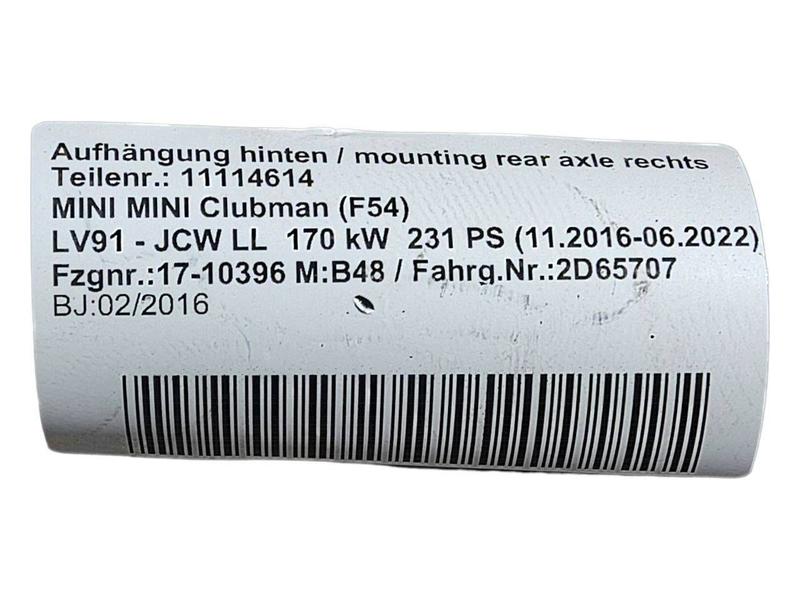 Aufhängung hinten / mounting rear axle rechts
Teilenr.: 11114614
MINI MINI Clubman (F54)
LV91 - JCW LL 170 kW 231 PS (11.2016-06.2022)
Fzgnr.:17-10396 M:B48 / Fahrg.Nr.:2D65707
BJ:02/2016